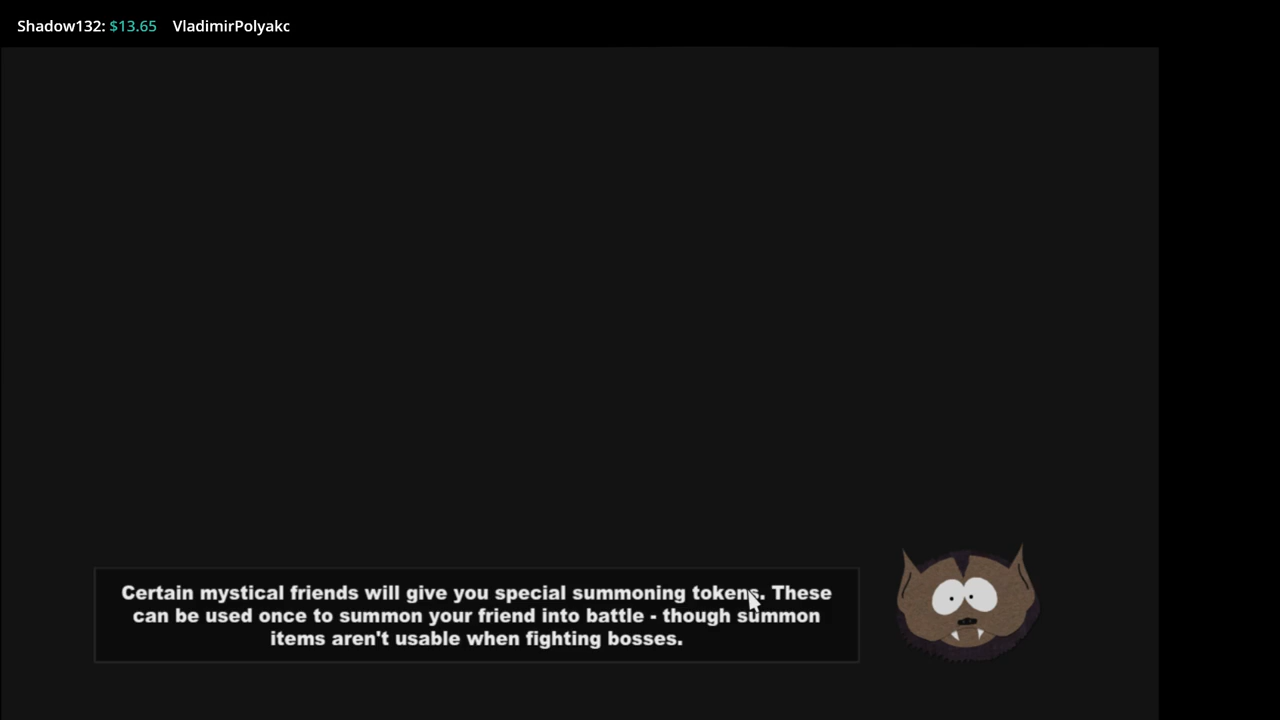 Shadow132: $13.65 VladimirPolyakc
Certain mystical friends will give you special summoning tokens. These
can be used once to summon your friend into battle - though summon
items aren't usable when fighting bosses.